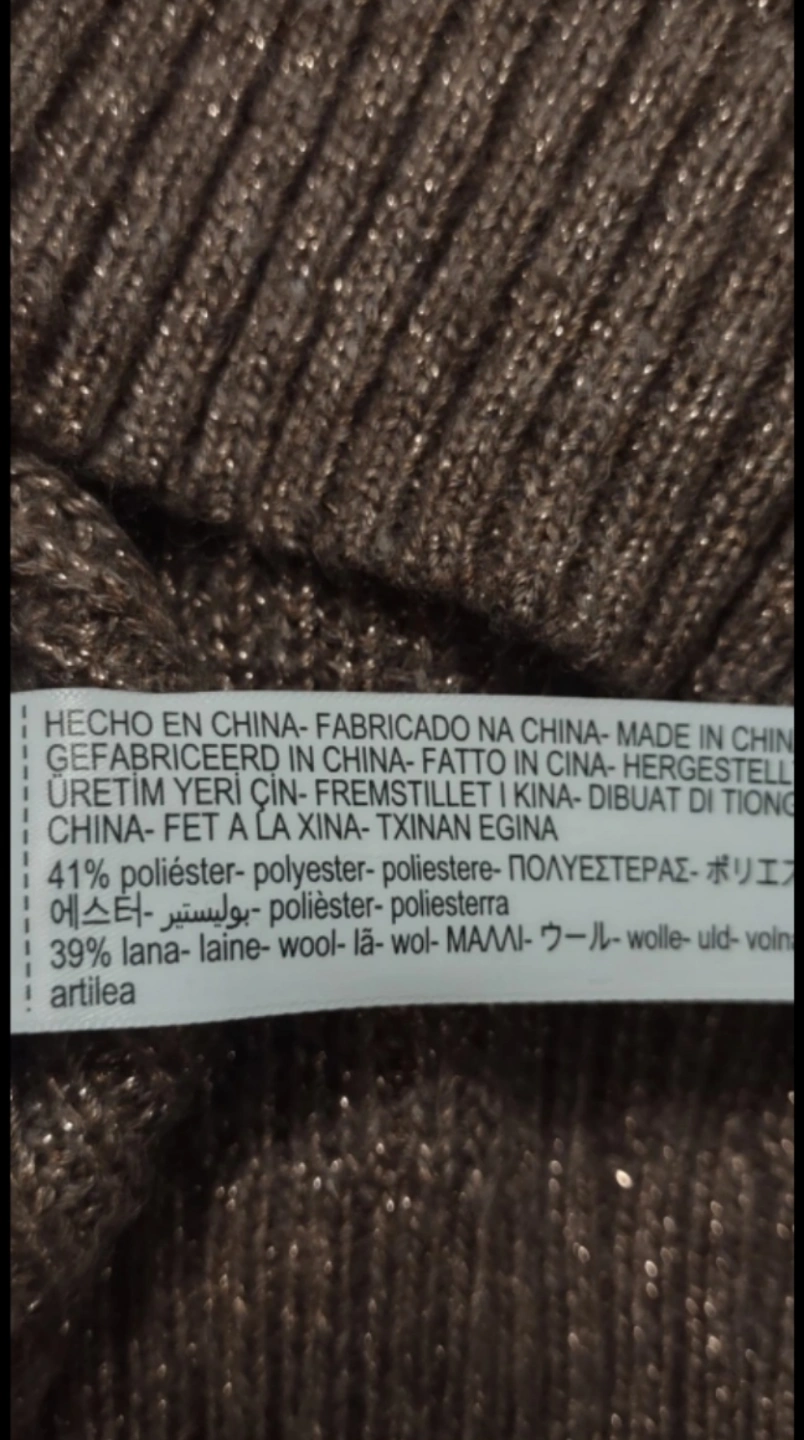 HECHO EN CHINA- FABRICADO NA CHINA- MADE IN CHIN
GEFABRICEERD IN CHINA- FATTO IN CINA- HERGESTELL
ÜRETİM YERİ ÇİN- FREMSTILLET I KINA- DIBUAT DI TIONG
CHINA- FET A LA XINA- TXINAN EGINA
41% poliéster- polyester- poliestere- ΠΟΛΥΕΣΤΕΡΑΣ- ポリエス
에스터- بوليستير- polièster- poliesterra
39% lana- laine- wool- lã- wol- ΜΑΛΛΙ- ウール- wolle- uld- volna
artilea